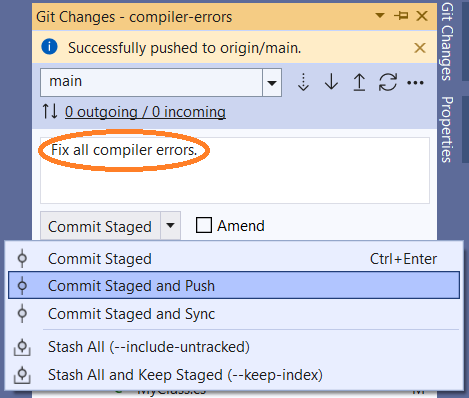 Git Changes - compiler-errors
Successfully pushed to origin/main.
main
0 outgoing / 0 incoming
Fix all compiler errors.
Commit Staged
Amend
Commit Staged Ctrl+Enter
Commit Staged and Push
Commit Staged and Sync
Stash All (--include-untracked)
Stash All and Keep Staged (--keep-index)
MyClass.cs M
Git Changes
Properties